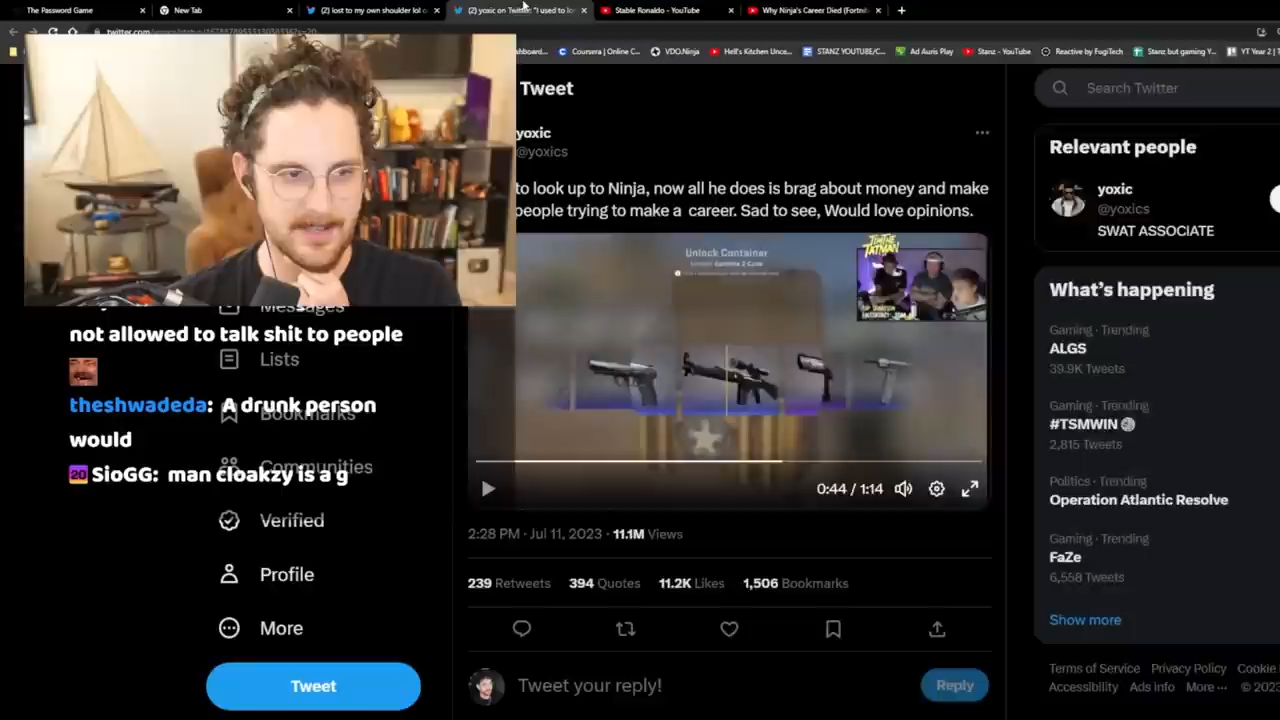 The Password Game
New Tab
(2) lost to my own shoulder lol
(2) yoxic on Twitter: "I used to lo
Stable Ronaldo - YouTube
Why Ninja's Career Died (Fortni
Coursera | Online C...
VDO.Ninja
Hell's Kitchen Unce...
STANZ YOUTUBE/C...
Ad Auris Play
Stanz - YouTube
Reactive by FugiTech
Stanz but gaming Y...
YT Year 2 | T
Tweet
yoxic
@yoxics
to look up to Ninja, now all he does is brag about money and make
people trying to make a career. Sad to see, Would love opinions.
Unlock Container
TIMTHE
TATMAN
0:44 / 1:14
2:28 PM · Jul 11, 2023 · 11.1M Views
239 Retweets 394 Quotes 11.2K Likes 1,506 Bookmarks
Tweet your reply!
Reply
Messages
Lists
Bookmarks
Communities
Verified
Profile
More
Tweet
not allowed to talk shit to people
theshwadeda: A drunk person
would
20 SioGG: man cloakzy is a g
Search Twitter
Relevant people
yoxic
@yoxics
SWAT ASSOCIATE
What's happening
Gaming · Trending
ALGS
39.9K Tweets
Gaming · Trending
#TSMWIN
2,815 Tweets
Politics · Trending
Operation Atlantic Resolve
Gaming · Trending
FaZe
6,558 Tweets
Show more
Terms of Service Privacy Policy Cookie
Accessibility Ads info More ··· © 2023